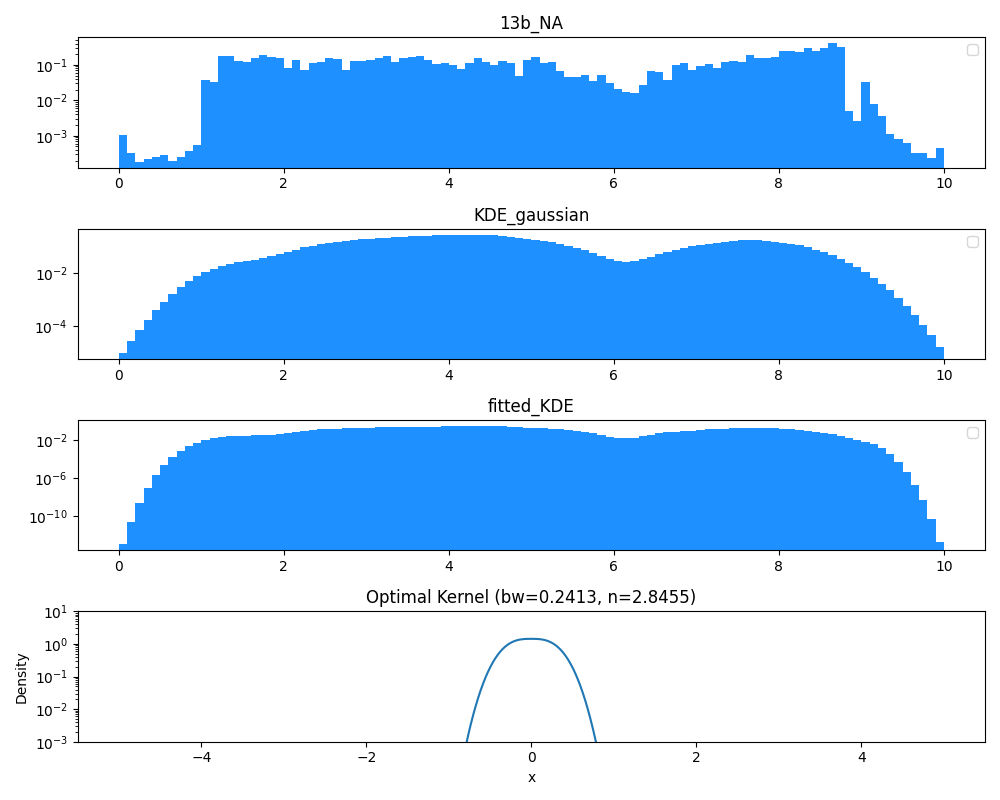 13b_NA
10⁻¹
10⁻²
10⁻³
0 2 4 6 8 10
KDE_gaussian
10⁻²
10⁻⁴
0 2 4 6 8 10
fitted_KDE
10⁻²
10⁻⁶
10⁻¹⁰
0 2 4 6 8 10
Optimal Kernel (bw=0.2413, n=2.8455)
Density
10¹
10⁰
10⁻¹
10⁻²
10⁻³
−4 −2 0 2 4
x